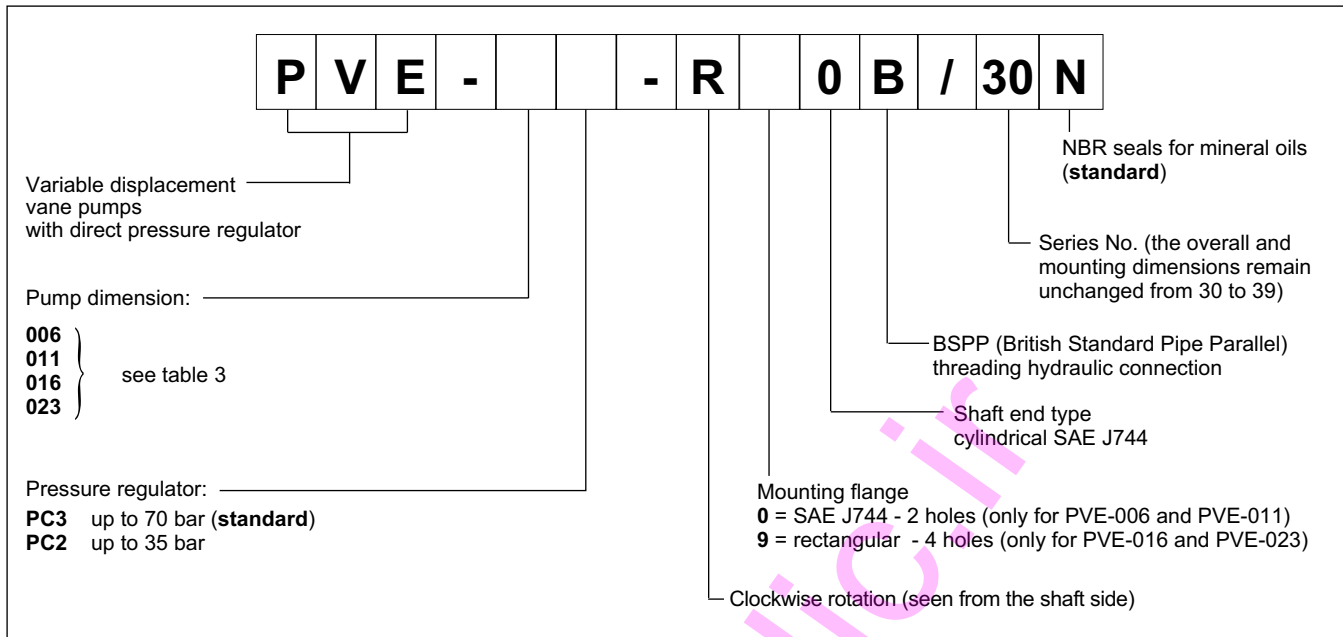 P V E - - R 0 B / 30 N
NBR seals for mineral oils
(standard)
Variable displacement
vane pumps
with direct pressure regulator
Series No. (the overall and
mounting dimensions remain
unchanged from 30 to 39)
Pump dimension:
006
011
016
023
see table 3
BSPP (British Standard Pipe Parallel)
threading hydraulic connection
Shaft end type
cylindrical SAE J744
Pressure regulator:
PC3 up to 70 bar (standard)
PC2 up to 35 bar
Mounting flange
0 = SAE J744 - 2 holes (only for PVE-006 and PVE-011)
9 = rectangular - 4 holes (only for PVE-016 and PVE-023)
Clockwise rotation (seen from the shaft side)
lic.ir